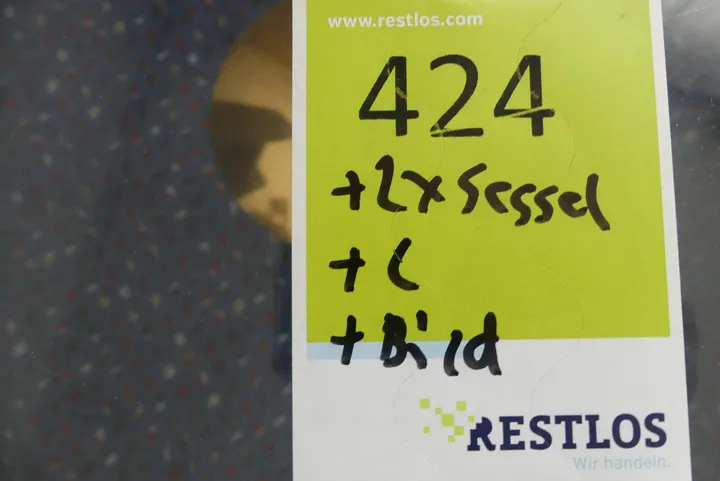 www.restlos.com
424
+2x Sessel
+ C
+ Bild
RESTLOS
Wir handeln.